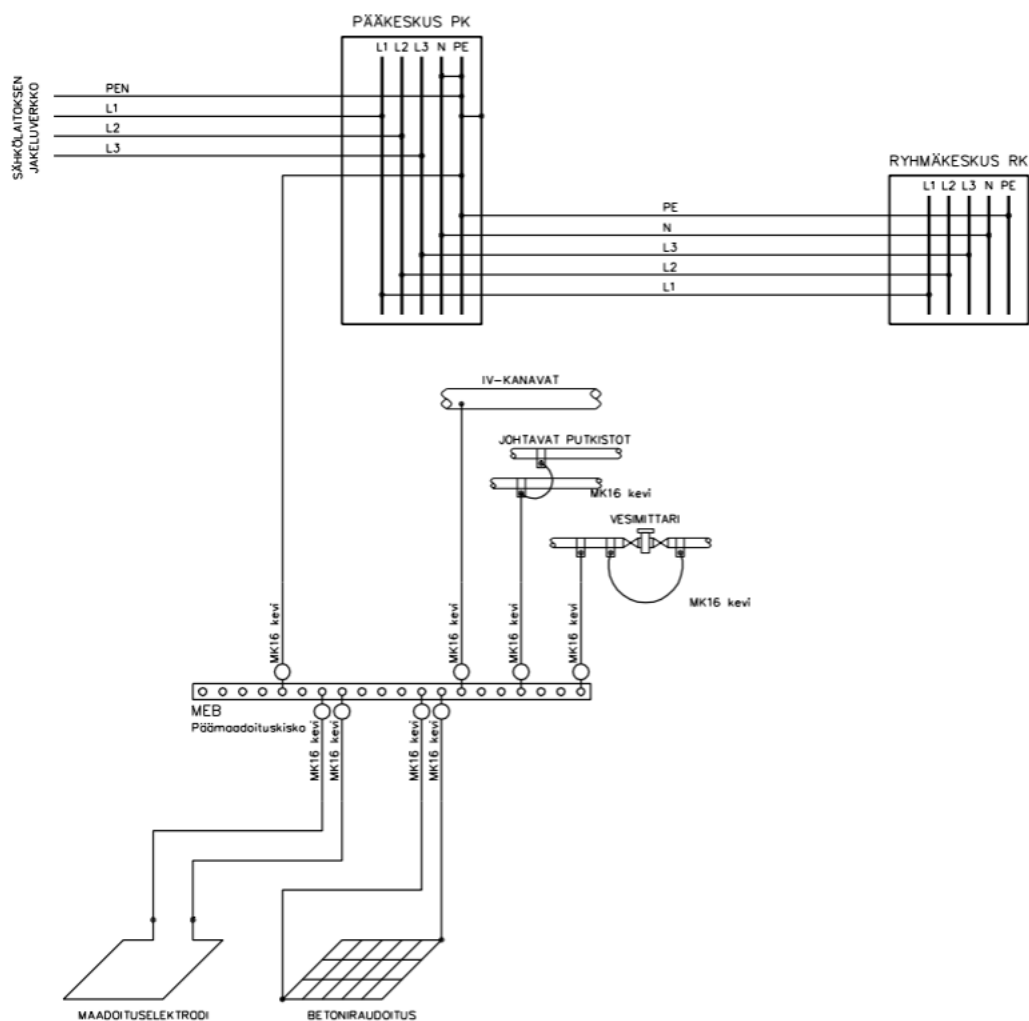 PÄÄKESKUS PK
L1 L2 L3 N PE
SÄHKÖLAITOKSEN
JAKELUVERKKO
PEN
L1
L2
L3
RYHMÄKESKUS RK
L1 L2 L3 N PE
PE
N
L3
L2
L1
IV-KANAVAT
JOHTAVAT PUTKISTOT
MK16 kevi
VESIMITTARI
MK16 kevi
MK16 kevi
MK16 kevi
MK16 kevi
MK16 kevi
MEB
Päämaadoituskisko
MK16 kevi
MK16 kevi
MK16 kevi
MK16 kevi
MAADOITUSELEKTRODI
BETONIRAUDOITUS